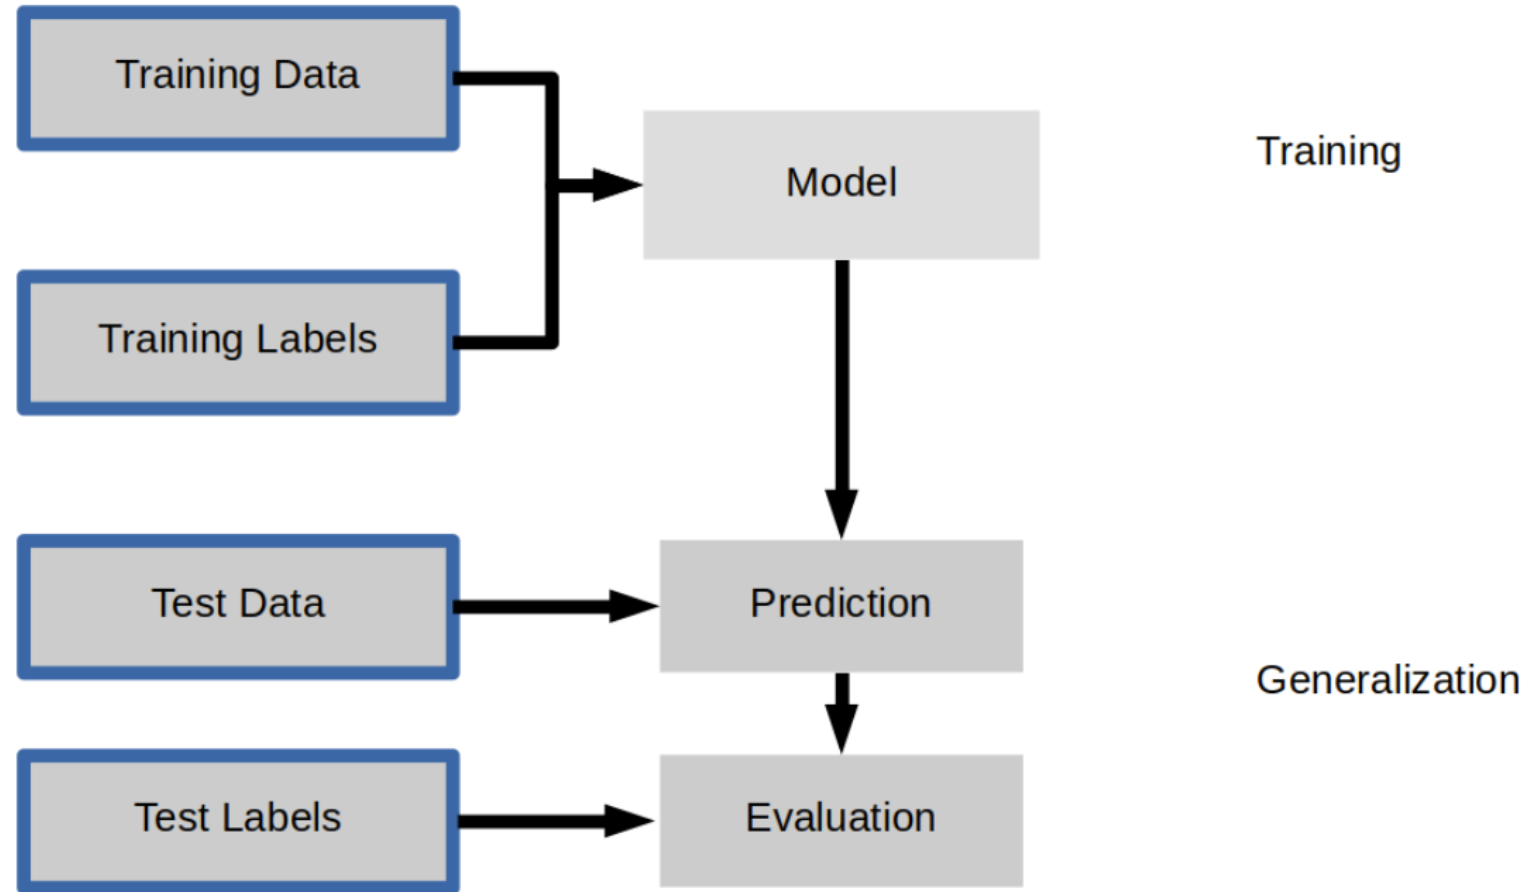 Training Data
Model
Training
Training Labels
Test Data
Prediction
Generalization
Test Labels
Evaluation